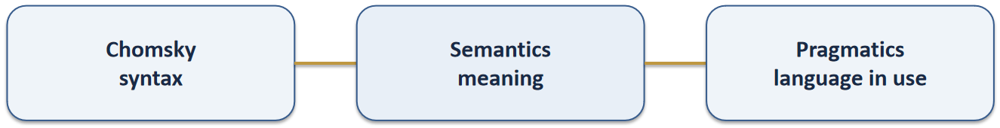 Chomsky
syntax
Semantics
meaning
Pragmatics
language in use